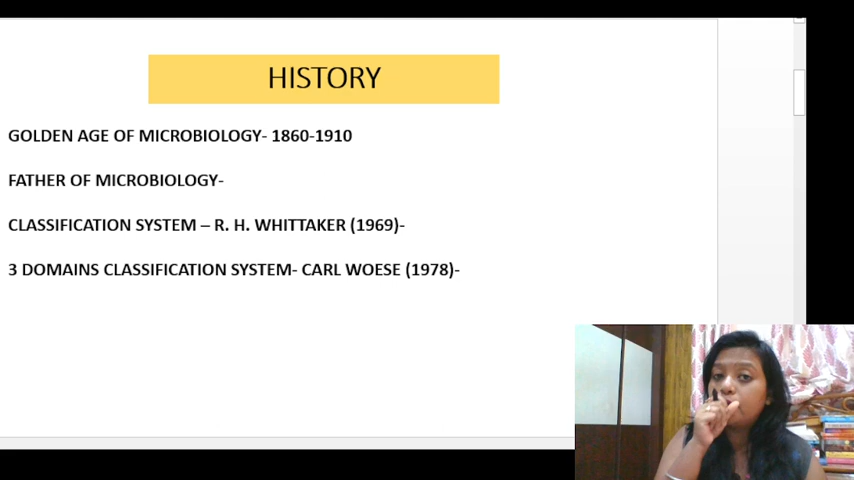 HISTORY
GOLDEN AGE OF MICROBIOLOGY- 1860-1910
FATHER OF MICROBIOLOGY-
CLASSIFICATION SYSTEM – R. H. WHITTAKER (1969)-
3 DOMAINS CLASSIFICATION SYSTEM- CARL WOESE (1978)-